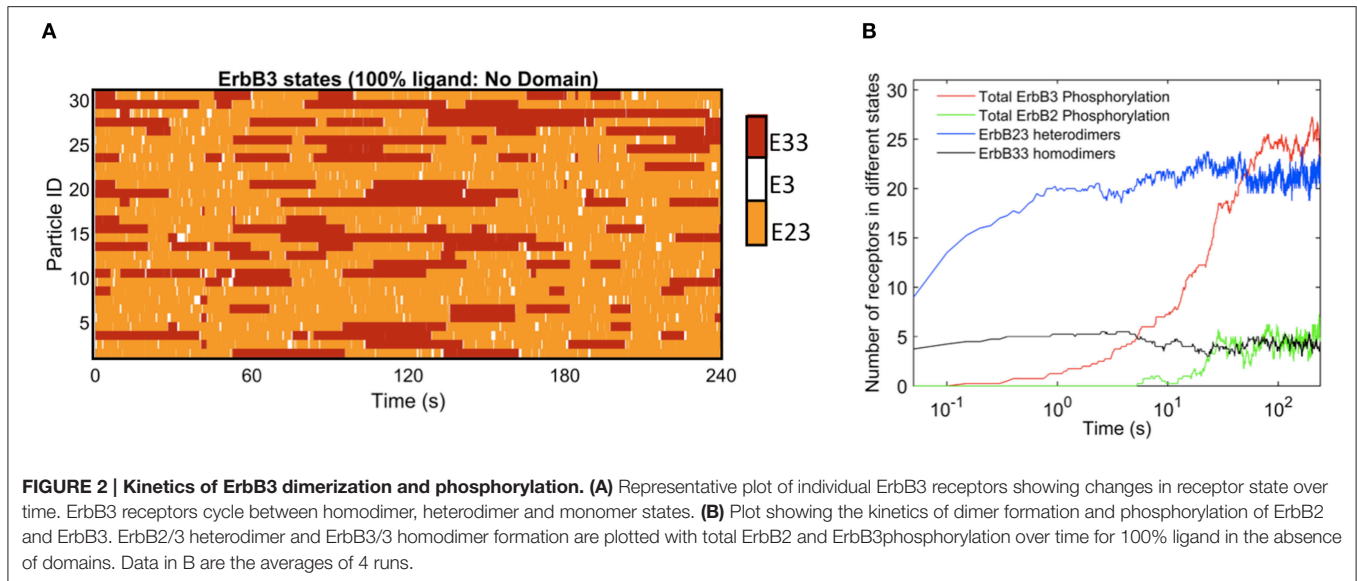 A
ErbB3 states (100% ligand: No Domain)
30
25
20
15
10
5
Particle ID
0 60 120 180 240
Time (s)
E33
E3
E23
B
30
25
20
15
10
5
0
Number of receptors in different states
Total ErbB3 Phosphorylation
Total ErbB2 Phosphorylation
ErbB23 heterodimers
ErbB33 homodimers
10⁻¹ 10⁰ 10¹ 10²
Time (s)
FIGURE 2 | Kinetics of ErbB3 dimerization and phosphorylation. (A) Representative plot of individual ErbB3 receptors showing changes in receptor state over
time. ErbB3 receptors cycle between homodimer, heterodimer and monomer states. (B) Plot showing the kinetics of dimer formation and phosphorylation of ErbB2
and ErbB3. ErbB2/3 heterodimer and ErbB3/3 homodimer formation are plotted with total ErbB2 and ErbB3phosphorylation over time for 100% ligand in the absence
of domains. Data in B are the averages of 4 runs.